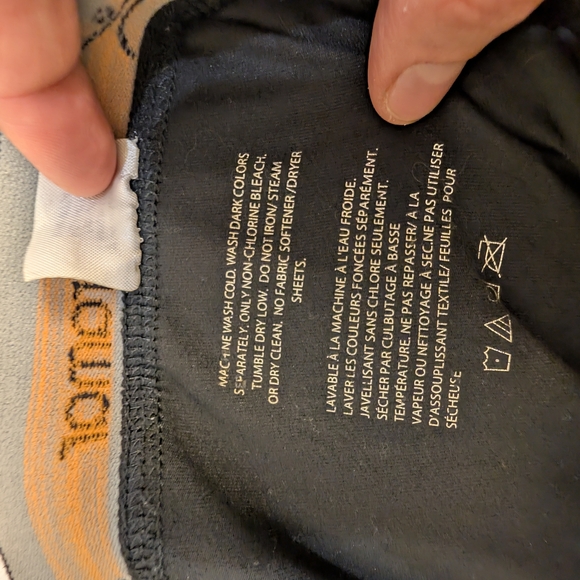 MACHINE WASH COLD. WASH DARK COLORS
SEPARATELY. ONLY NON-CHLORINE BLEACH.
TUMBLE DRY LOW. DO NOT IRON/ STEAM
OR DRY CLEAN. NO FABRIC SOFTENER /DRYER
SHEETS.
LAVABLE À LA MACHINE À L'EAU FROIDE.
LAVER LES COULEURS FONCÉES SÉPARÉMENT.
JAVELLISANT SANS CHLORE SEULEMENT.
SÉCHER PAR CULBUTAGE À BASSE
TEMPÉRATURE. NE PAS REPASSER/ À LA
VAPEUR OU NETTOYAGE À SEC.NE PAS UTILISER
D'ASSOUPLISSANT TEXTILE/ FEUILLES POUR
SÉCHEUSE